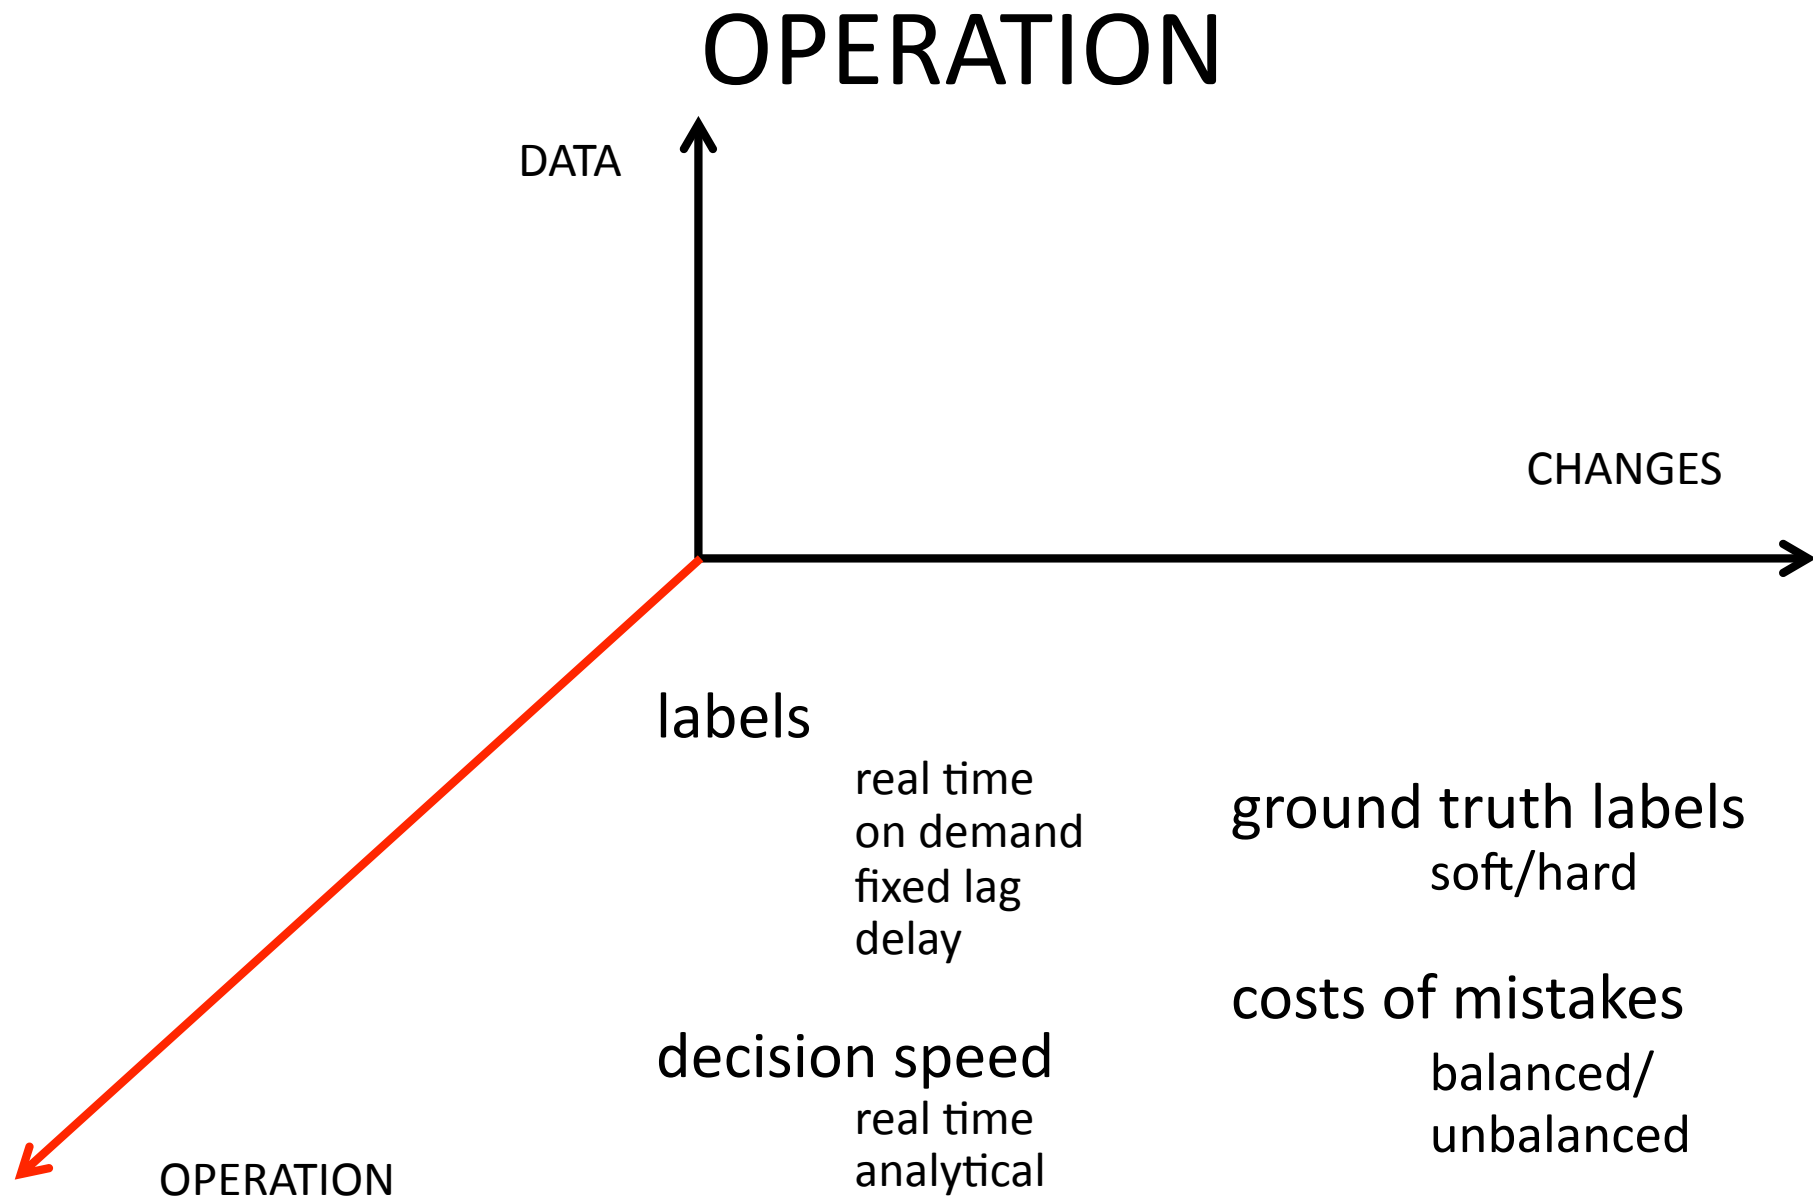 OPERATION
DATA
CHANGES
labels
real time
on demand
fixed lag
delay
decision speed
real time
analytical
ground truth labels
soft/hard
costs of mistakes
balanced/
unbalanced
OPERATION